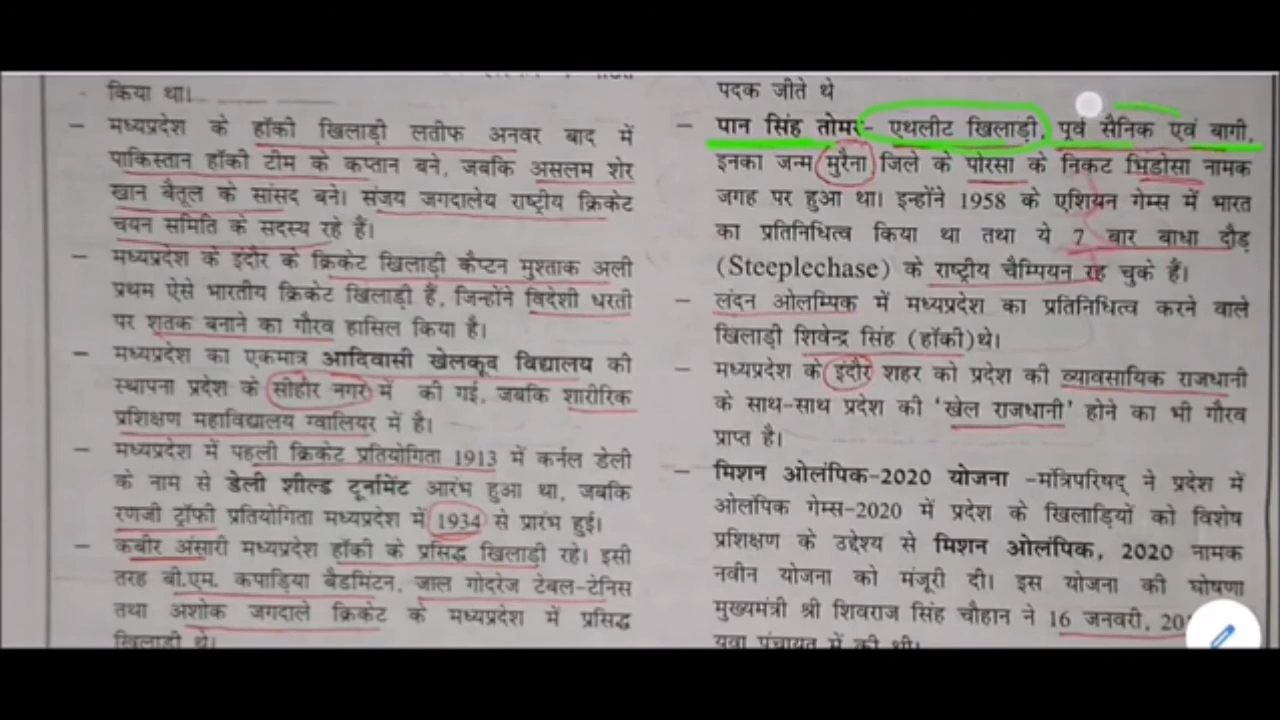 किया था।
– मध्यप्रदेश के हॉकी खिलाड़ी लतीफ अनवर बाद में
पाकिस्तान हॉकी टीम के कप्तान बने, जबकि असलम शेर
खान बैतूल के सांसद बने। संजय जगदालेय राष्ट्रीय क्रिकेट
चयन समिति के सदस्य रहे हैं।
– मध्यप्रदेश के इंदौर के क्रिकेट खिलाड़ी कैप्टन मुश्ताक अली
प्रथम ऐसे भारतीय क्रिकेट खिलाड़ी हैं, जिन्होंने विदेशी धरती
पर शतक बनाने का गौरव हासिल किया है।
– मध्यप्रदेश का एकमात्र आदिवासी खेलकूद विद्यालय की
स्थापना प्रदेश के सीहोर नगर में की गई, जबकि शारीरिक
प्रशिक्षण महाविद्यालय ग्वालियर में है।
– मध्यप्रदेश में पहली क्रिकेट प्रतियोगिता 1913 में कर्नल डेली
के नाम से डेली शील्ड टूर्नामेंट आरंभ हुआ था, जबकि
रणजी ट्रॉफी प्रतियोगिता मध्यप्रदेश में 1934 से प्रारंभ हुई।
– कबीर अंसारी मध्यप्रदेश हॉकी के प्रसिद्ध खिलाड़ी रहे। इसी
तरह बी.एम. कपाड़िया बैडमिंटन, जाल गोदरेज टेबल-टेनिस
तथा अशोक जगदाले क्रिकेट के मध्यप्रदेश में प्रसिद्ध
खिलाड़ी थे।
पदक जीते थे
– पान सिंह तोमर- एथलीट खिलाड़ी, पूर्व सैनिक एवं बागी,
इनका जन्म मुरैना जिले के पोरसा के निकट भिडोसा नामक
जगह पर हुआ था। इन्होंने 1958 के एशियन गेम्स में भारत
का प्रतिनिधित्व किया था तथा ये 7 बार बाधा दौड़
(Steeplechase) के राष्ट्रीय चैम्पियन रह चुके हैं।
– लंदन ओलम्पिक में मध्यप्रदेश का प्रतिनिधित्व करने वाले
खिलाड़ी शिवेन्द्र सिंह (हॉकी)थे।
– मध्यप्रदेश के इंदौर शहर को प्रदेश की व्यावसायिक राजधानी
के साथ-साथ प्रदेश की 'खेल राजधानी' होने का भी गौरव
प्राप्त है।
– मिशन ओलंपिक-2020 योजना -मंत्रिपरिषद् ने प्रदेश में
ओलंपिक गेम्स-2020 में प्रदेश के खिलाड़ियों को विशेष
प्रशिक्षण के उद्देश्य से मिशन ओलंपिक, 2020 नामक
नवीन योजना को मंजूरी दी। इस योजना की घोषणा
मुख्यमंत्री श्री शिवराज सिंह चौहान ने 16 जनवरी,
युवा पंचायत में की थी।